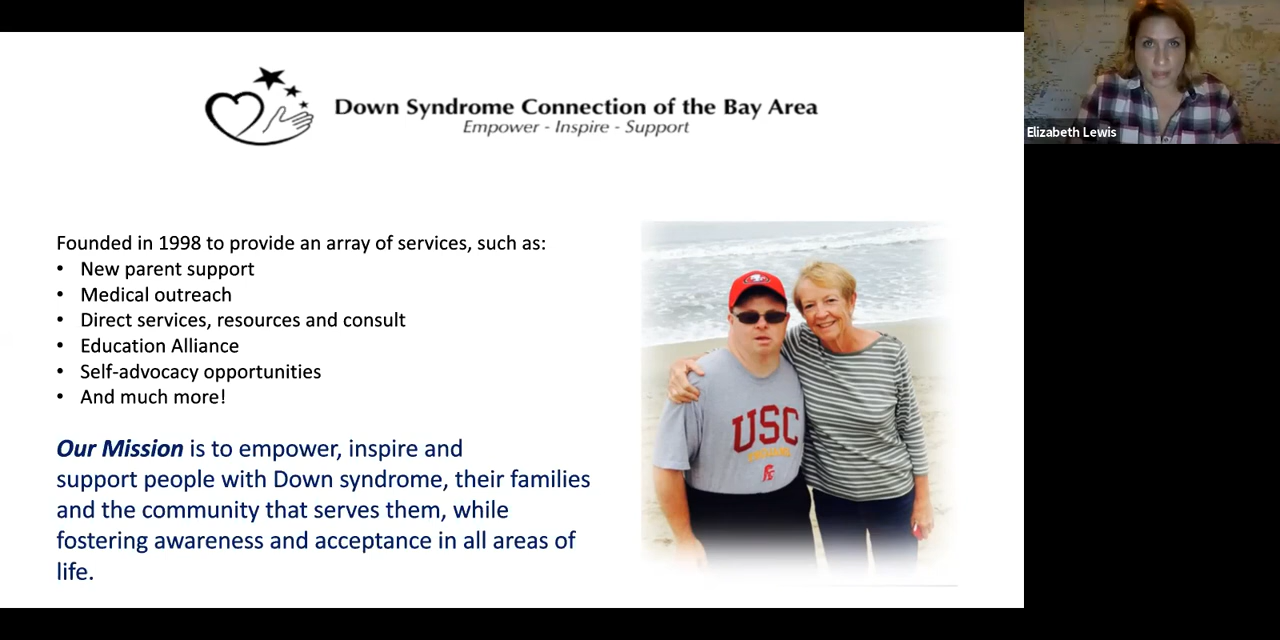 Down Syndrome Connection of the Bay Area
Empower - Inspire - Support
Elizabeth Lewis
Founded in 1998 to provide an array of services, such as:
• New parent support
• Medical outreach
• Direct services, resources and consult
• Education Alliance
• Self-advocacy opportunities
• And much more!
Our Mission is to empower, inspire and
support people with Down syndrome, their families
and the community that serves them, while
fostering awareness and acceptance in all areas of
life.
USC